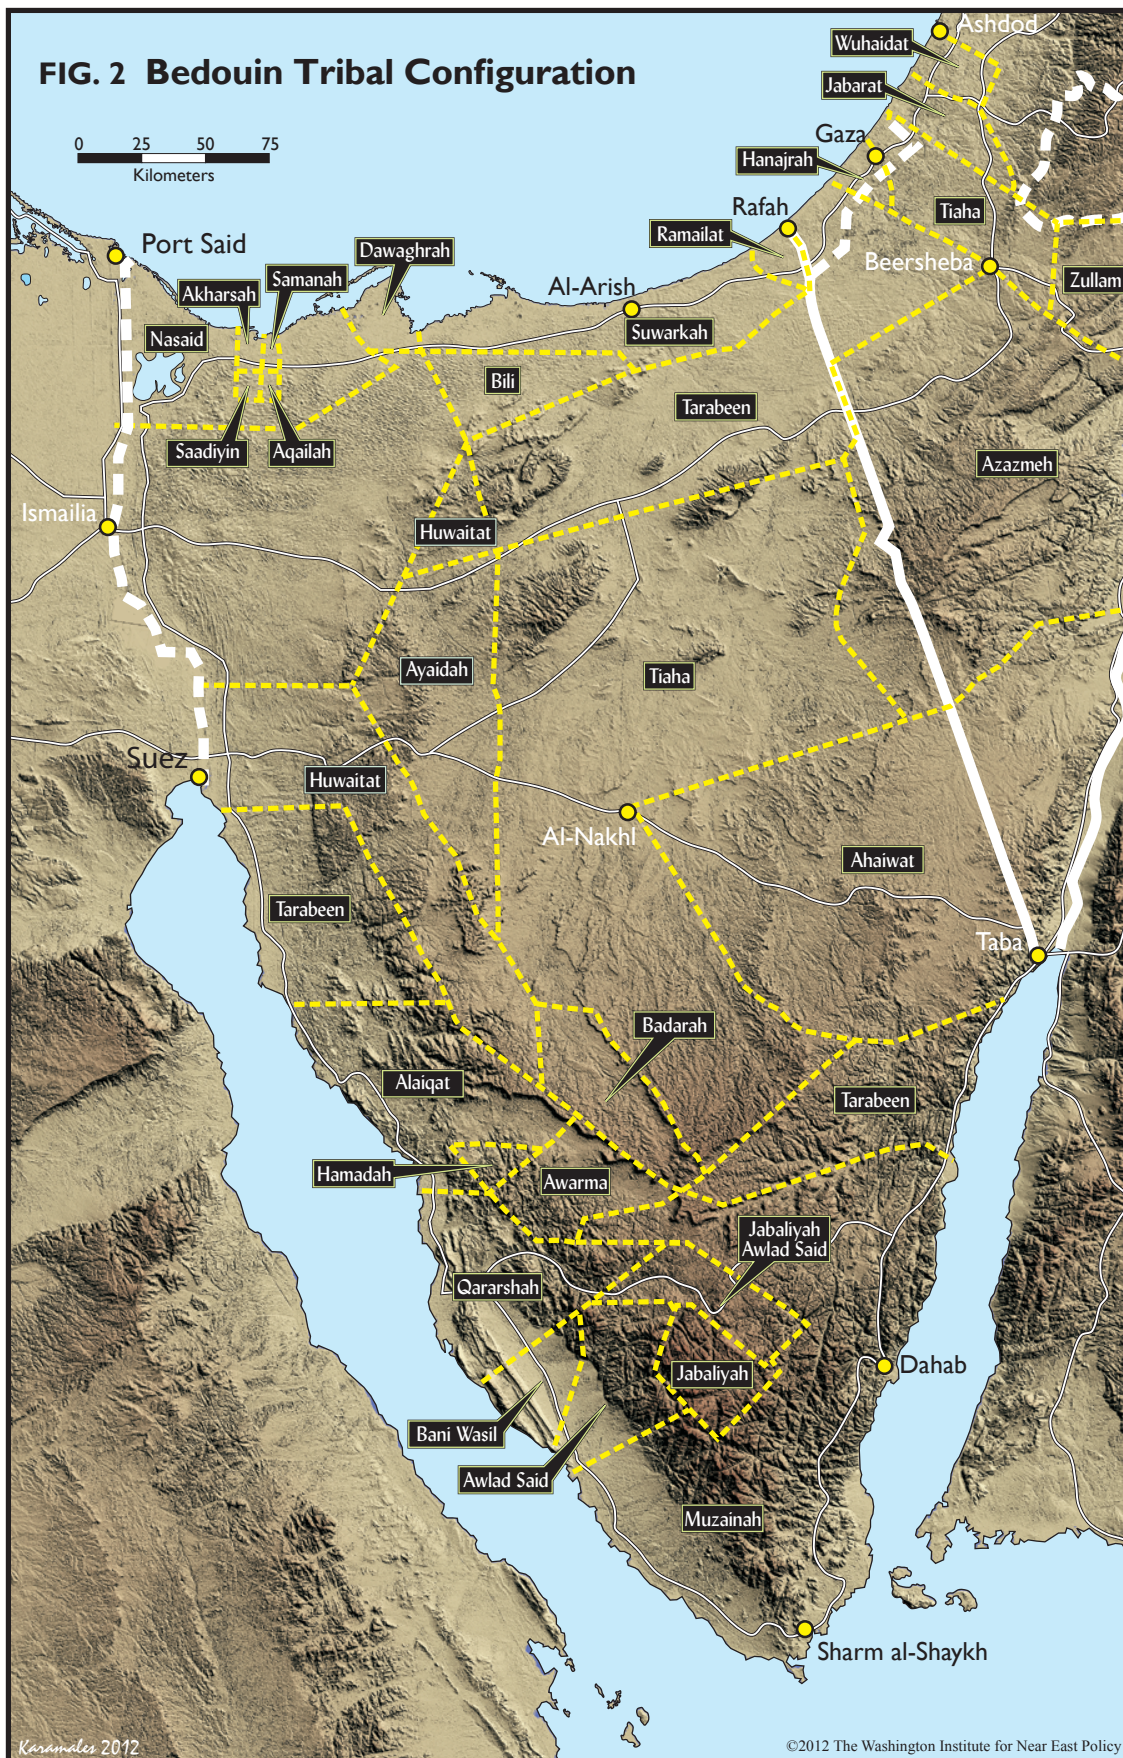 FIG. 2 Bedouin Tribal Configuration
0 25 50 75
Kilometers
Ashdod
Wuhaidat
Jabarat
Gaza
Hanajrah
Rafah
Tiaha
Ramailat
Beersheba
Zullam
Port Said
Dawaghrah
Samanah
Akharsah
Al-Arish
Nasaid
Suwarkah
Bili
Tarabeen
Saadiyin
Aqailah
Azazmeh
Ismailia
Huwaitat
Ayaidah
Tiaha
Suez
Huwaitat
Al-Nakhl
Ahaiwat
Tarabeen
Taba
Badarah
Alaiqat
Tarabeen
Hamadah
Awarma
Jabaliyah
Awlad Said
Qararshah
Dahab
Jabaliyah
Bani Wasil
Awlad Said
Muzainah
Sharm al-Shaykh
Karamales 2012
©2012 The Washington Institute for Near East Policy